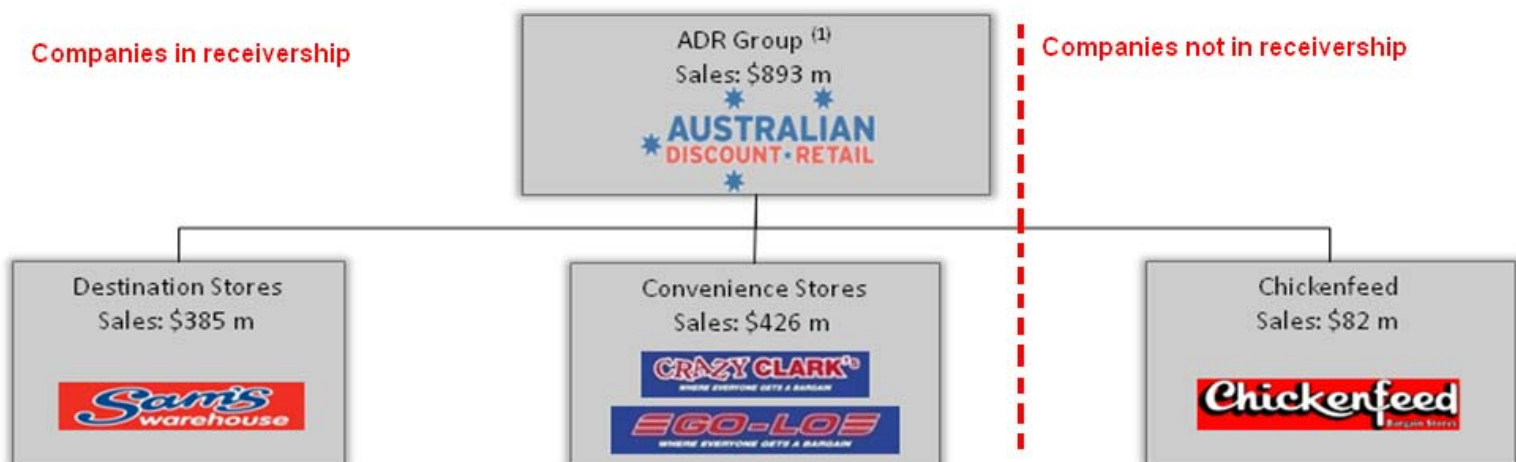 Companies in receivership
ADR Group (1)
Sales: $893 m
AUSTRALIAN
DISCOUNT • RETAIL
Companies not in receivership
Destination Stores
Sales: $385 m
Sam's
warehouse
Convenience Stores
Sales: $426 m
CRAZY CLARK'S
WHERE EVERYONE GETS A BARGAIN
GO-LO
WHERE EVERYONE GETS A BARGAIN
Chickenfeed
Sales: $82 m
Chickenfeed
Bargain Stores